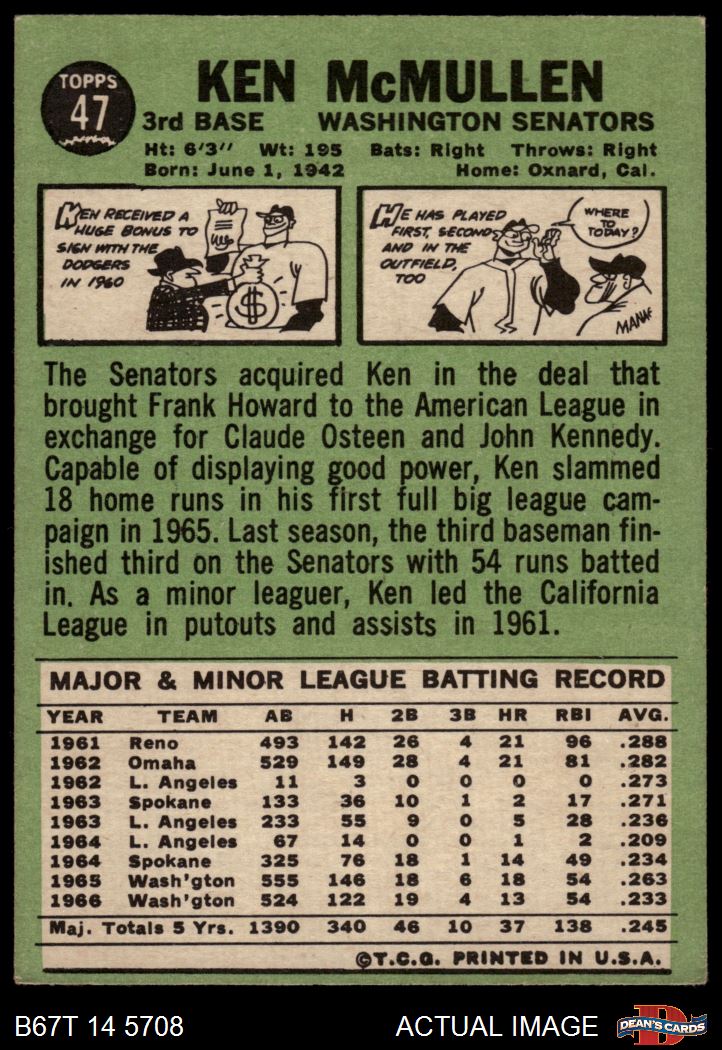 TOPPS
47
KEN McMULLEN
3rd BASE WASHINGTON SENATORS
Ht: 6'3" Wt: 195 Bats: Right Throws: Right
Born: June 1, 1942 Home: Oxnard, Cal.
KEN RECEIVED A
HUGE BONUS TO
SIGN WITH THE
DODGERS
IN 1960
HE HAS PLAYED
FIRST, SECOND
AND IN THE
OUTFIELD,
TOO
WHERE
TO
TODAY?
The Senators acquired Ken in the deal that
brought Frank Howard to the American League in
exchange for Claude Osteen and John Kennedy.
Capable of displaying good power, Ken slammed
18 home runs in his first full big league cam-
paign in 1965. Last season, the third baseman fin-
ished third on the Senators with 54 runs batted
in. As a minor leaguer, Ken led the California
League in putouts and assists in 1961.
MAJOR & MINOR LEAGUE BATTING RECORD
YEAR TEAM AB H 2B 3B HR RBI AVG.
1961 Reno 493 142 26 4 21 96 .288
1962 Omaha 529 149 28 4 21 81 .282
1962 L. Angeles 11 3 0 0 0 0 .273
1963 Spokane 133 36 10 1 2 17 .271
1963 L. Angeles 233 55 9 0 5 28 .236
1964 L. Angeles 67 14 0 0 1 2 .209
1964 Spokane 325 76 18 1 14 49 .234
1965 Wash'gton 555 146 18 6 18 54 .263
1966 Wash'gton 524 122 19 4 13 54 .233
Maj. Totals 5 Yrs. 1390 340 46 10 37 138 .245
©T.C.G. PRINTED IN U.S.A.
B67T 14 5708 ACTUAL IMAGE
D
DEAN'S CARDS